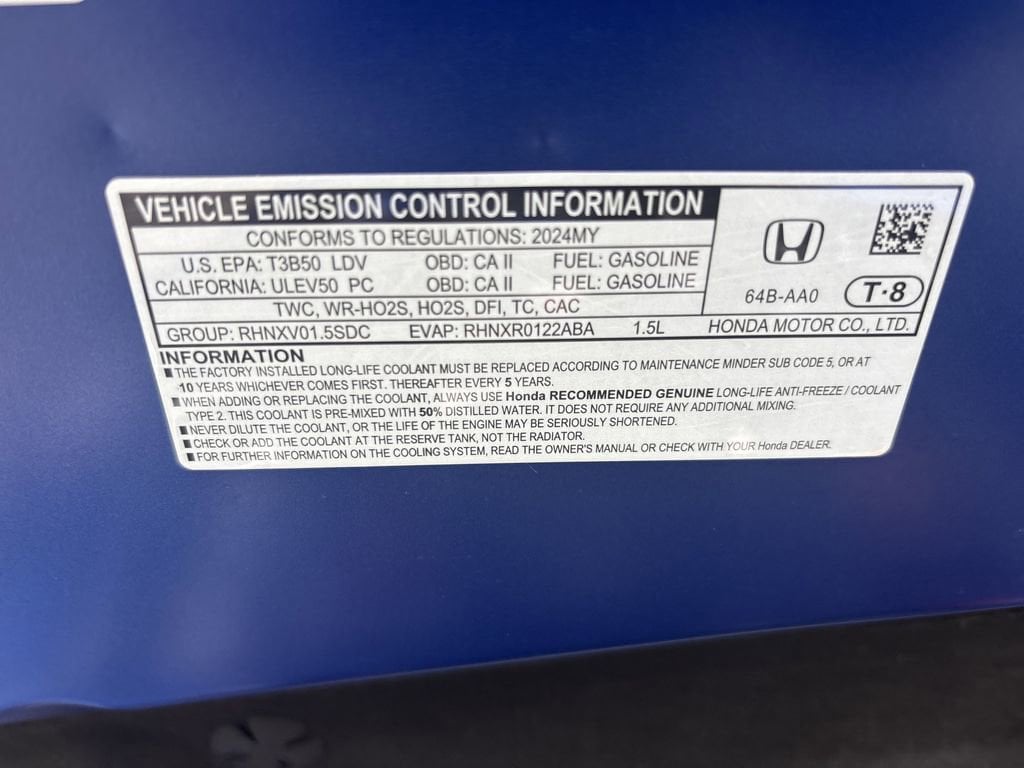 VEHICLE EMISSION CONTROL INFORMATION
CONFORMS TO REGULATIONS: 2024MY
U.S. EPA: T3B50 LDV OBD: CA II FUEL: GASOLINE
CALIFORNIA: ULEV50 PC OBD: CA II FUEL: GASOLINE
TWC, WR-HO2S, HO2S, DFI, TC, CAC
64B-AA0 T·8
GROUP: RHNXV01.5SDC EVAP: RHNXR0122ABA 1.5L HONDA MOTOR CO., LTD.
INFORMATION
■ THE FACTORY INSTALLED LONG-LIFE COOLANT MUST BE REPLACED ACCORDING TO MAINTENANCE MINDER SUB CODE 5, OR AT
10 YEARS WHICHEVER COMES FIRST. THEREAFTER EVERY 5 YEARS.
■ WHEN ADDING OR REPLACING THE COOLANT, ALWAYS USE Honda RECOMMENDED GENUINE LONG-LIFE ANTI-FREEZE / COOLANT
TYPE 2. THIS COOLANT IS PRE-MIXED WITH 50% DISTILLED WATER. IT DOES NOT REQUIRE ANY ADDITIONAL MIXING.
■ NEVER DILUTE THE COOLANT, OR THE LIFE OF THE ENGINE MAY BE SERIOUSLY SHORTENED.
■ CHECK OR ADD THE COOLANT AT THE RESERVE TANK, NOT THE RADIATOR.
■ FOR FURTHER INFORMATION ON THE COOLING SYSTEM, READ THE OWNER'S MANUAL OR CHECK WITH YOUR Honda DEALER.